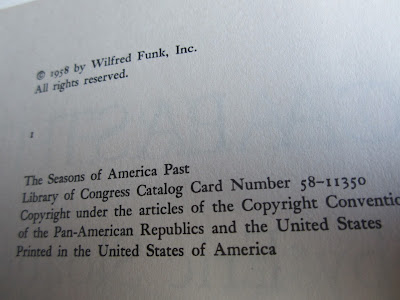 © 1958 by Wilfred Funk, Inc.
All rights reserved.
1
The Seasons of America Past
Library of Congress Catalog Card Number 58–11350
Copyright under the articles of the Copyright Conventio
of the Pan-American Republics and the United States
Printed in the United States of America